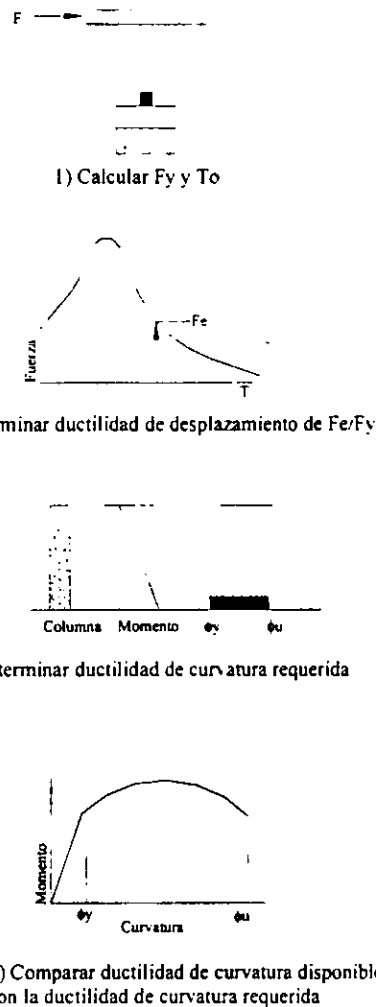 F
1) Calcular Fy y To
Fe
Fuerza
T
minar ductilidad de desplazamiento de Fe/Fy
Columna Momento ϕy ϕu
terminar ductilidad de curvatura requerida
Momento
ϕy ϕu
Curvatura
) Comparar ductilidad de curvatura disponible
on la ductilidad de curvatura requerida